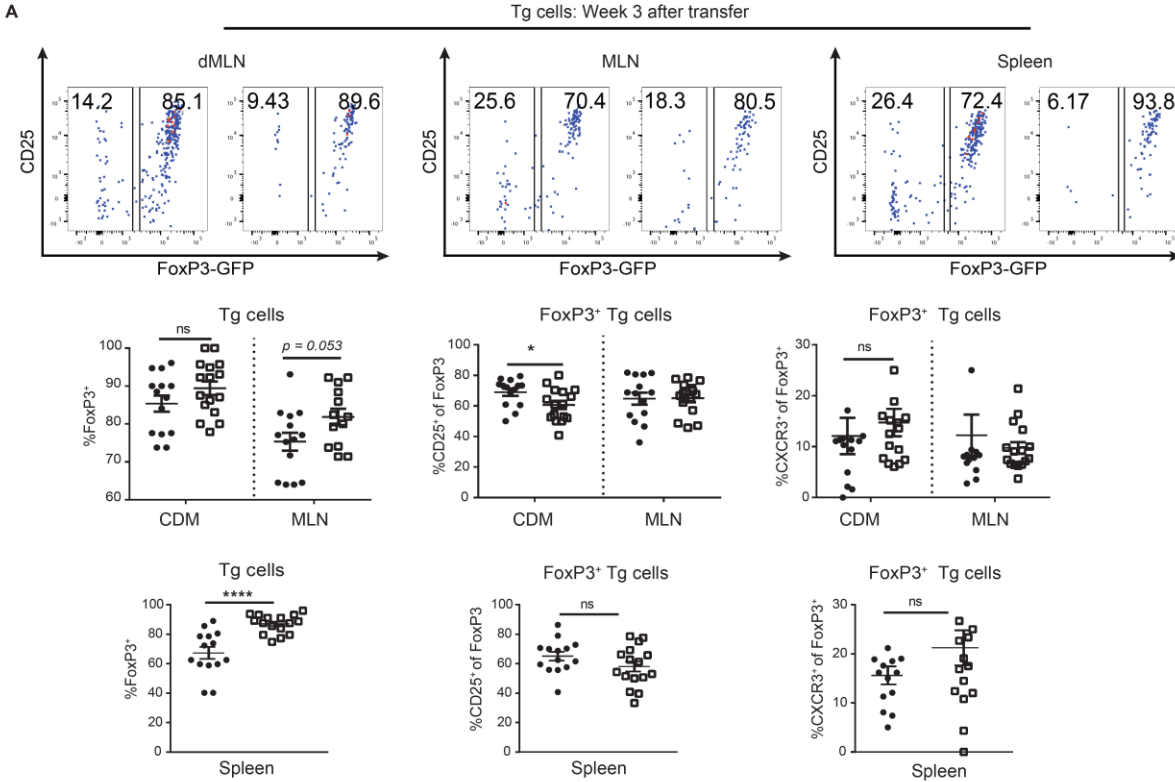 A
Tg cells: Week 3 after transfer
dMLN
MLN
Spleen
CD25
14.2 85.1
9.43 89.6
CD25
25.6 70.4
18.3 80.5
CD25
26.4 72.4
6.17 93.8
FoxP3-GFP
FoxP3-GFP
FoxP3-GFP
Tg cells
FoxP3⁺ Tg cells
FoxP3⁺ Tg cells
%FoxP3⁺
100
90
80
70
60
ns
p = 0.053
CDM MLN
%CD25⁺ of FoxP3
100
80
60
40
20
0
*
CDM MLN
%CXCR3⁺ of FoxP3⁺
30
20
10
0
ns
CDM MLN
Tg cells
FoxP3⁺ Tg cells
FoxP3⁺ Tg cells
%FoxP3⁺
100
80
60
40
20
0
****
Spleen
%CD25⁺ of FoxP3
100
80
60
40
20
0
ns
Spleen
%CXCR3⁺ of FoxP3⁺
30
20
10
0
ns
Spleen